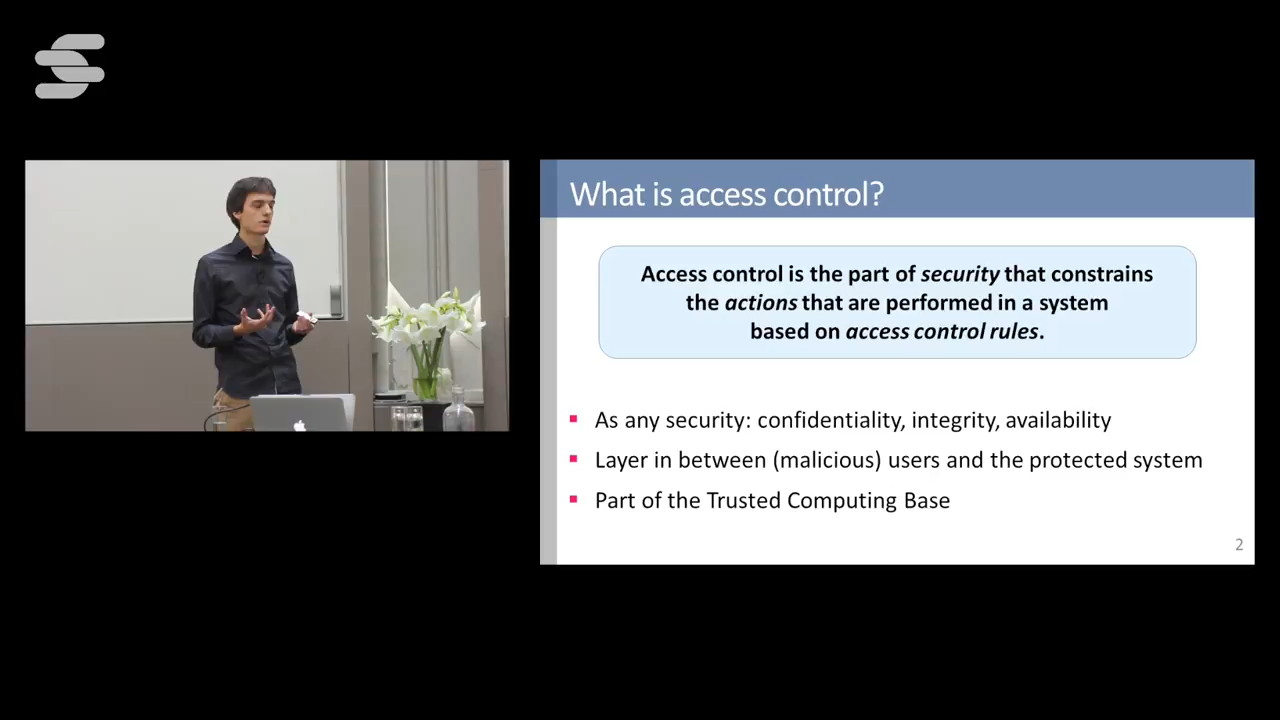 What is access control?
Access control is the part of security that constrains
the actions that are performed in a system
based on access control rules.
As any security: confidentiality, integrity, availability
Layer in between (malicious) users and the protected system
Part of the Trusted Computing Base
2